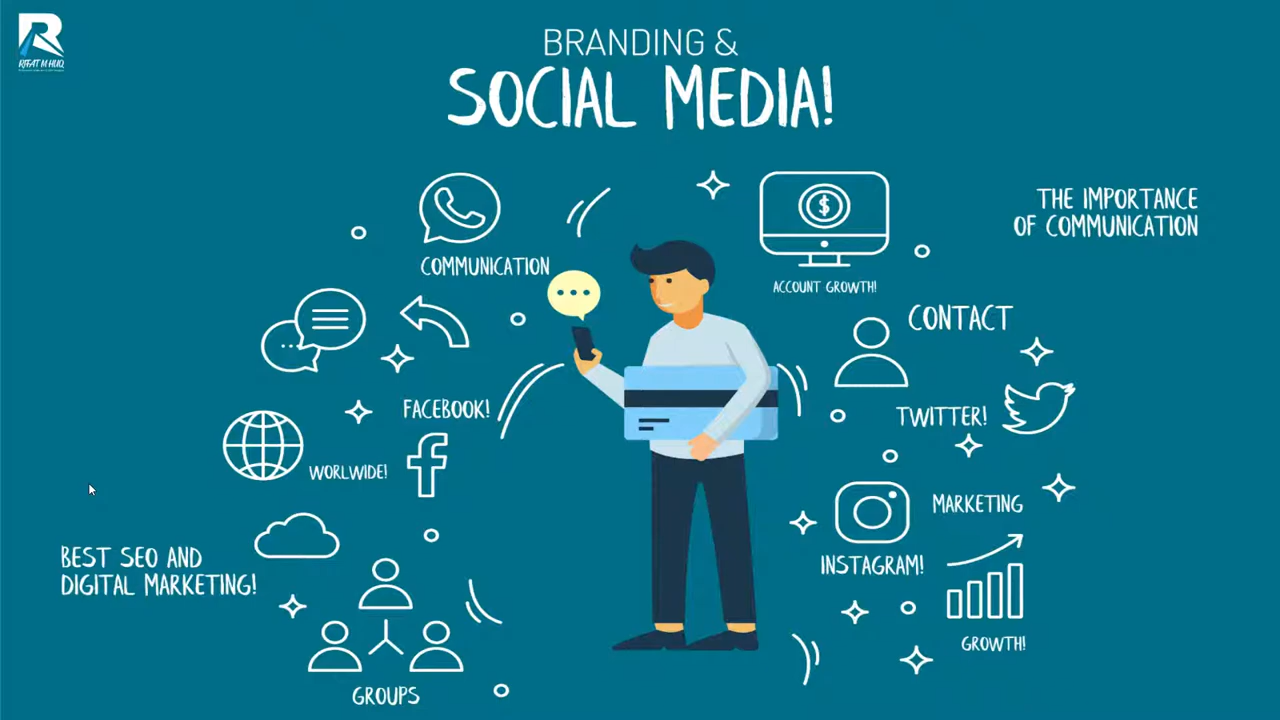 RIFAT M HUQ
BRANDING &
SOCIAL MEDIA!
THE IMPORTANCE
OF COMMUNICATION
COMMUNICATION
ACCOUNT GROWTH!
CONTACT
FACEBOOK!
TWITTER!
WORLWIDE!
MARKETING
BEST SEO AND
DIGITAL MARKETING!
INSTAGRAM!
GROWTH!
GROUPS